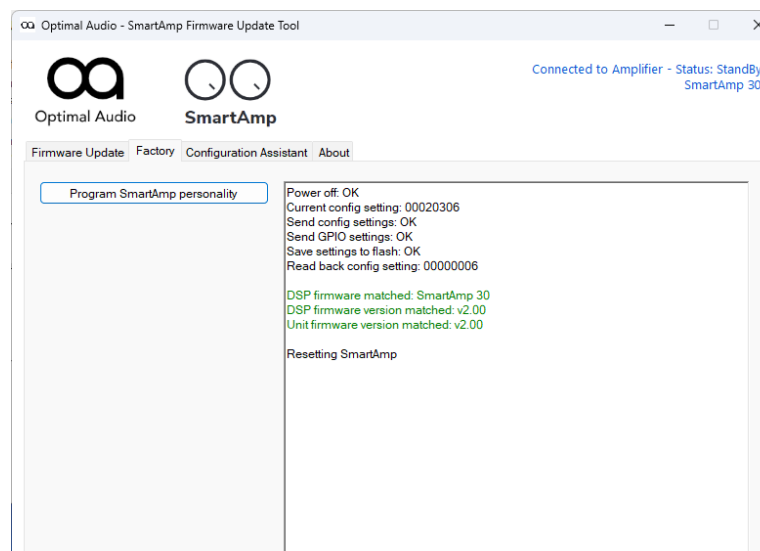 Optimal Audio - SmartAmp Firmware Update Tool
Optimal Audio
SmartAmp
Connected to Amplifier - Status: StandBy
SmartAmp 30
Firmware Update Factory Configuration Assistant About
Program SmartAmp personality
Power off: OK
Current config setting: 00020306
Send config settings: OK
Send GPIO settings: OK
Save settings to flash: OK
Read back config setting: 00000006
DSP firmware matched: SmartAmp 30
DSP firmware version matched: v2.00
Unit firmware version matched: v2.00
Resetting SmartAmp